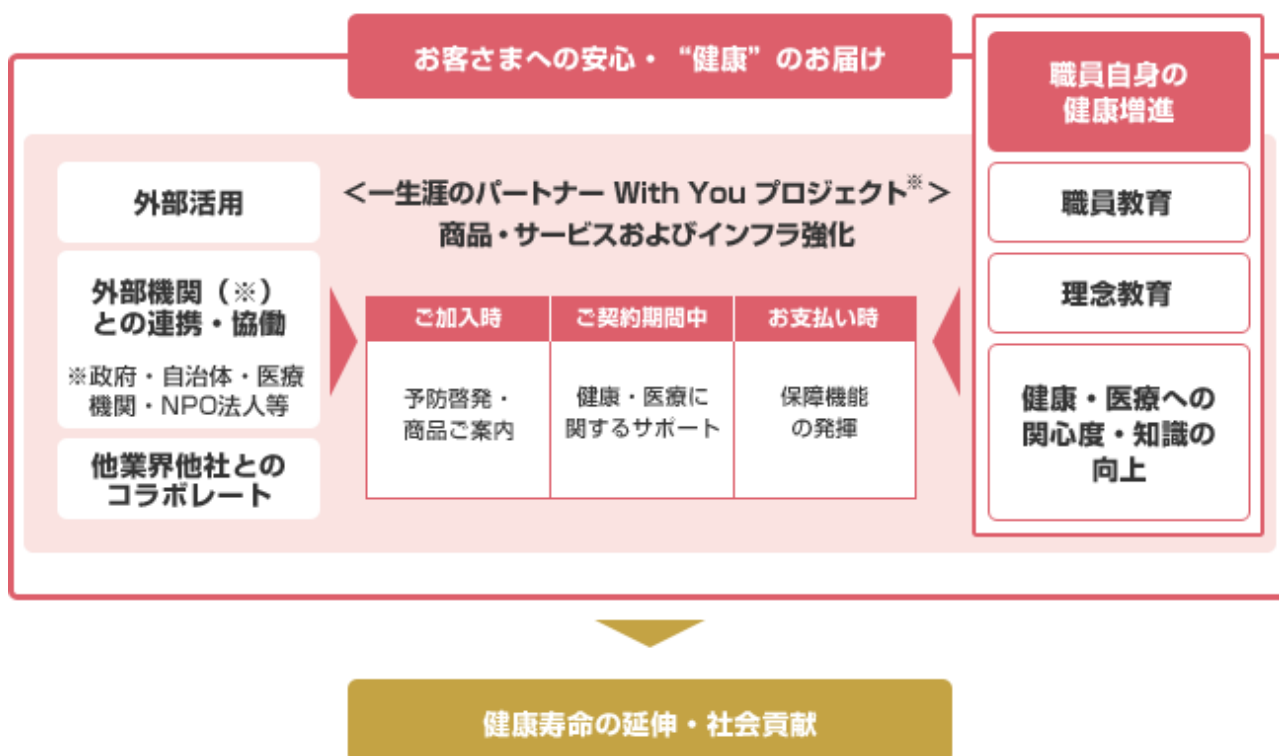 お客さまへの安心・“健康”のお届け
外部活用
外部機関（※）
との連携・協働
※政府・自治体・医療
機関・NPO法人等
他業界他社との
コラボレート
＜一生涯のパートナー With You プロジェクト※＞
商品・サービスおよびインフラ強化
ご加入時
ご契約期間中
お支払い時
予防啓発・
商品ご案内
健康・医療に
関するサポート
保障機能
の発揮
職員自身の
健康増進
職員教育
理念教育
健康・医療への
関心度・知識の
向上
健康寿命の延伸・社会貢献